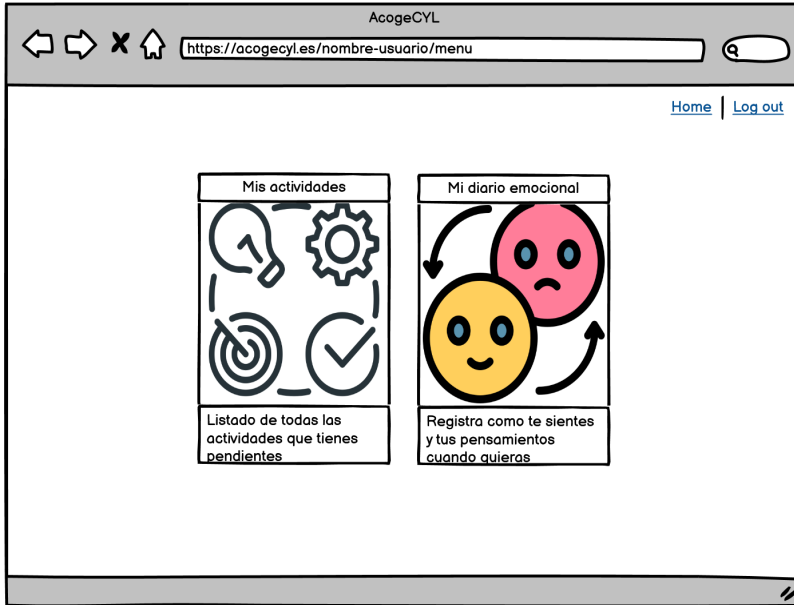 AcogeCYL
https://acogecyl.es/nombre-usuario/menu
Home | Log out
Mis actividades
Listado de todas las
actividades que tienes
pendientes
Mi diario emocional
Registra como te sientes
y tus pensamientos
cuando quieras